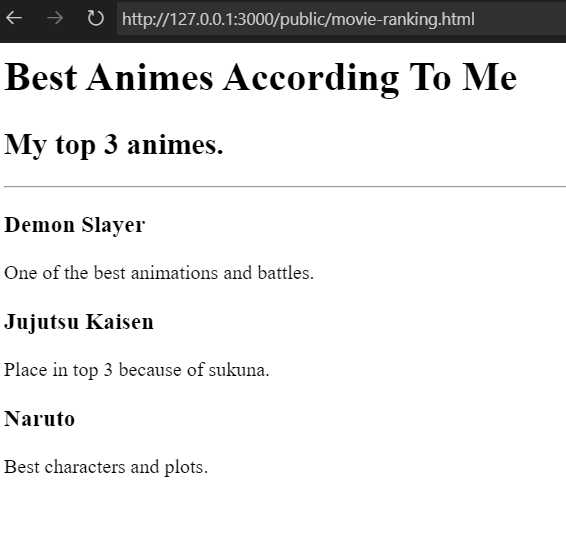 http://127.0.0.1:3000/public/movie-ranking.html
Best Animes According To Me
My top 3 animes.
Demon Slayer
One of the best animations and battles.
Jujutsu Kaisen
Place in top 3 because of sukuna.
Naruto
Best characters and plots.